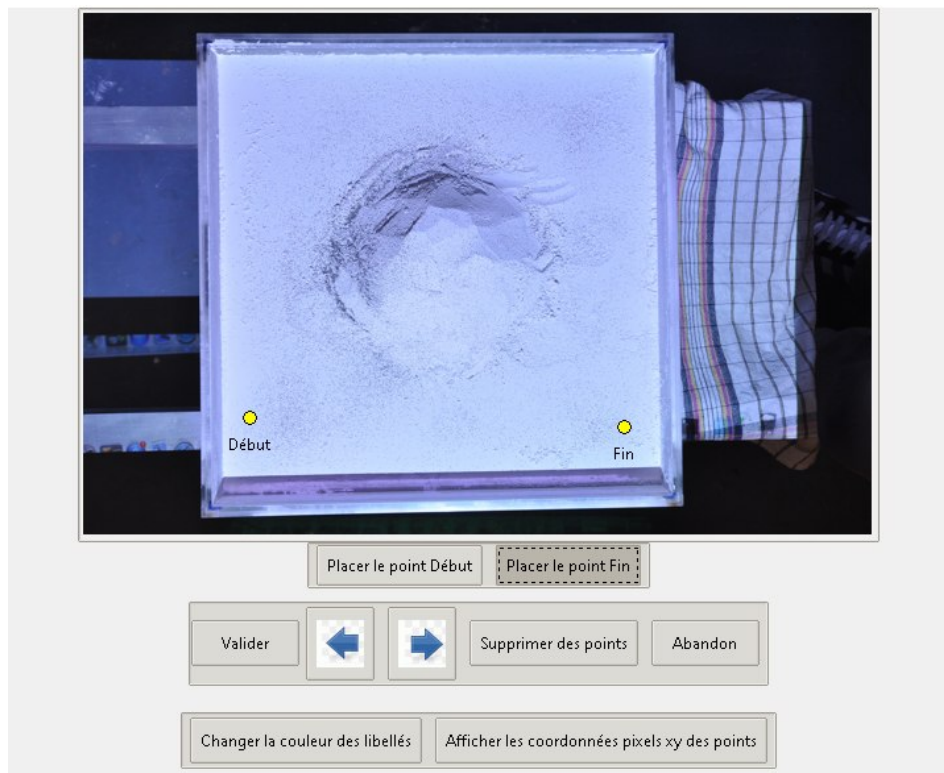 Début
Fin
Placer le point Début
Placer le point Fin
Valider
Supprimer des points
Abandon
Changer la couleur des libellés
Afficher les coordonnées pixels xy des points